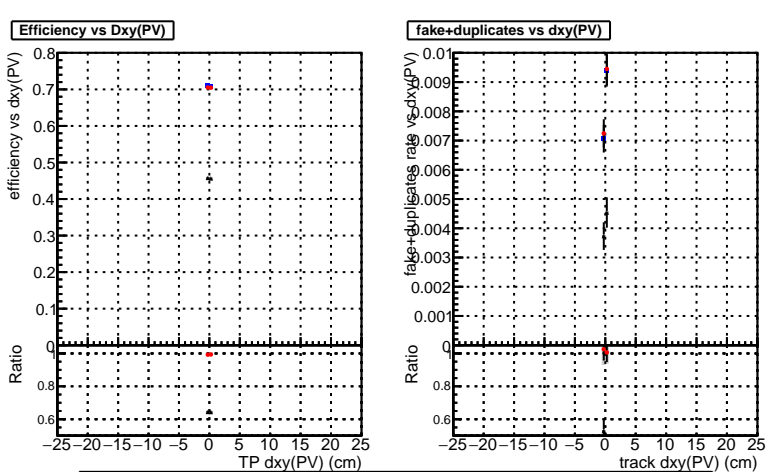 Efficiency vs Dxy(PV)
efficiency vs dxy(PV)
0.8
0.7
0.6
0.5
0.4
0.3
0.2
0.1
0
Ratio
1
0.8
0.6
−25 −20 −15 −10 −5 0 5 10 15 20 25
TP dxy(PV) (cm)
fake+duplicates vs dxy(PV)
fake+duplicates rate vs dxy(PV)
0.01
0.009
0.008
0.007
0.006
0.005
0.004
0.003
0.002
0.001
0
Ratio
1
0.8
0.6
−25 −20 −15 −10 −5 0 5 10 15 20 25
track dxy(PV) (cm)